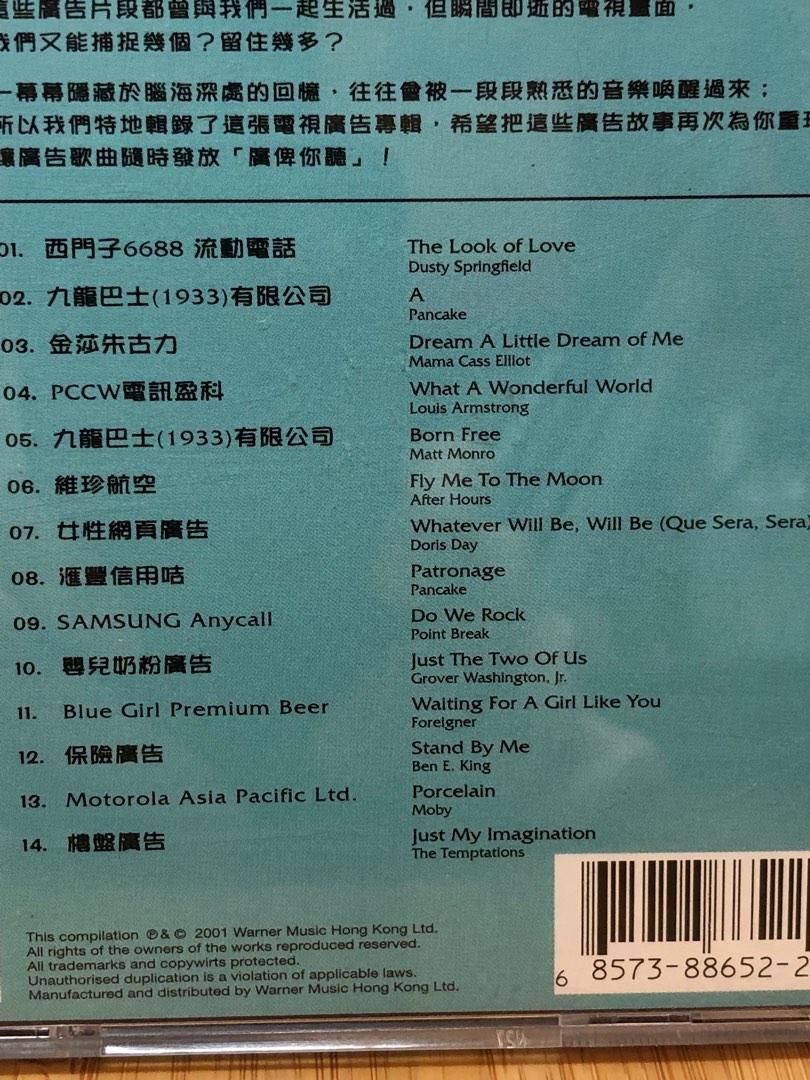 這些廣告片段都曾與我們一起生活過，但瞬間即逝的電視畫面，
我們又能捕捉幾個？留住幾多？
一幕幕隱藏於腦海深處的回憶，往往會被一段段熟悉的音樂喚醒過來；
所以我們特地輯錄了這張電視廣告專輯，希望把這些廣告故事再次為你重現
讓廣告歌曲隨時發放「廣俾你聽」！
01. 西門子6688 流動電話 The Look of Love
Dusty Springfield
02. 九龍巴士(1933)有限公司 A
Pancake
03. 金莎朱古力 Dream A Little Dream of Me
Mama Cass Elliot
04. PCCW電訊盈科 What A Wonderful World
Louis Armstrong
05. 九龍巴士(1933)有限公司 Born Free
Matt Monro
06. 維珍航空 Fly Me To The Moon
After Hours
07. 女性網頁廣告 Whatever Will Be, Will Be (Que Sera, Sera)
Doris Day
08. 滙豐信用咭 Patronage
Pancake
09. SAMSUNG Anycall Do We Rock
Point Break
10. 嬰兒奶粉廣告 Just The Two Of Us
Grover Washington, Jr.
11. Blue Girl Premium Beer Waiting For A Girl Like You
Foreigner
12. 保險廣告 Stand By Me
Ben E. King
13. Motorola Asia Pacific Ltd. Porcelain
Moby
14. 樓盤廣告 Just My Imagination
The Temptations
This compilation ℗ & © 2001 Warner Music Hong Kong Ltd.
All rights of the owners of the works reproduced reserved.
All trademarks and copywirts protected.
Unauthorised duplication is a violation of applicable laws.
Manufactured and distributed by Warner Music Hong Kong Ltd.
6 8573-88652-2